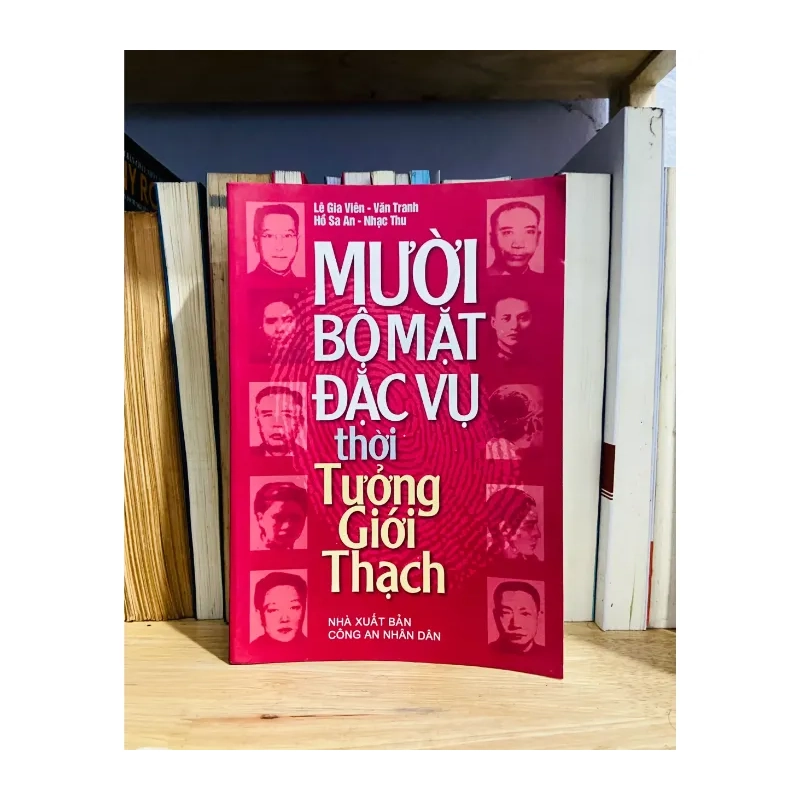 Lê Gia Viên - Văn Tranh
Hồ Sa An - Nhạc Thu
MƯỜI
BỘ MẶT
ĐẶC VỤ
thời
Tưởng
Giới
Thạch
NHÀ XUẤT BẢN
CÔNG AN NHÂN DÂN